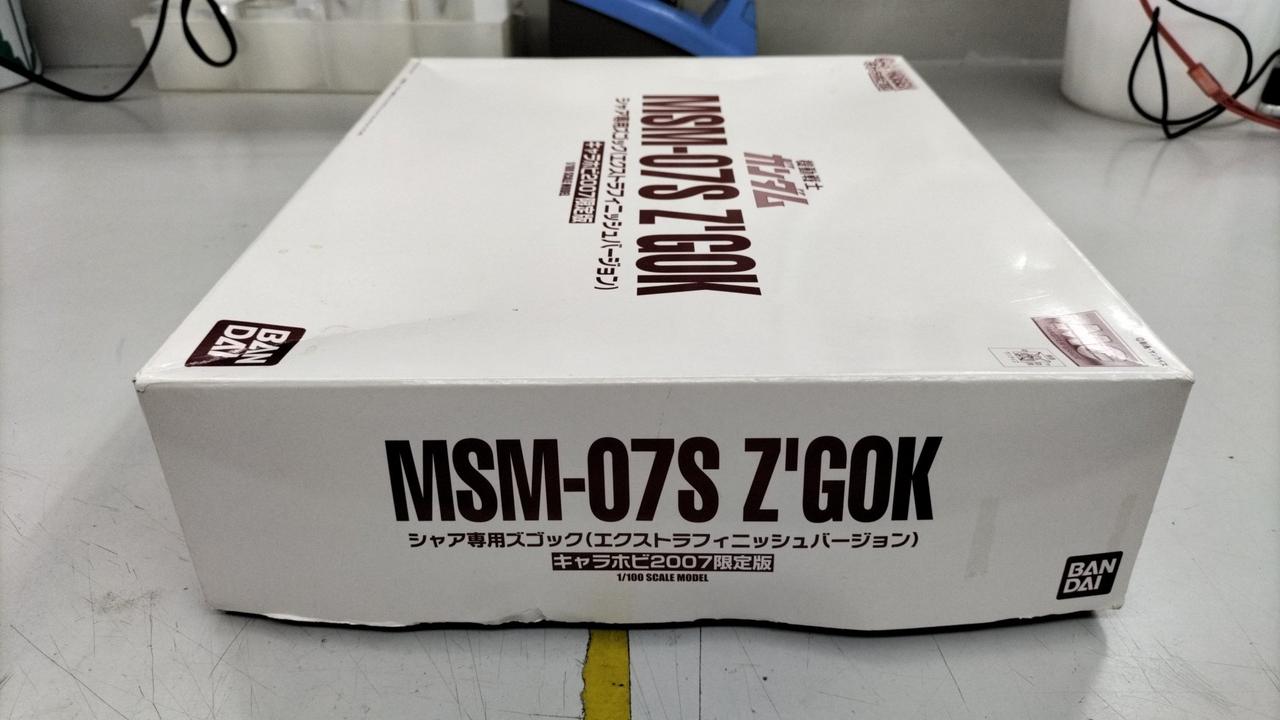 機動戦士
ガンダム
MSM-07S Z'GOK
シャア専用ズゴック(エクストラフィニッシュバージョン)
キャラホビ2007限定版
1/100 SCALE MODEL
BAN
DAI
MSM-07S Z'GOK
シャア専用ズゴック(エクストラフィニッシュバージョン)
キャラホビ2007限定版
1/100 SCALE MODEL
BAN
DAI